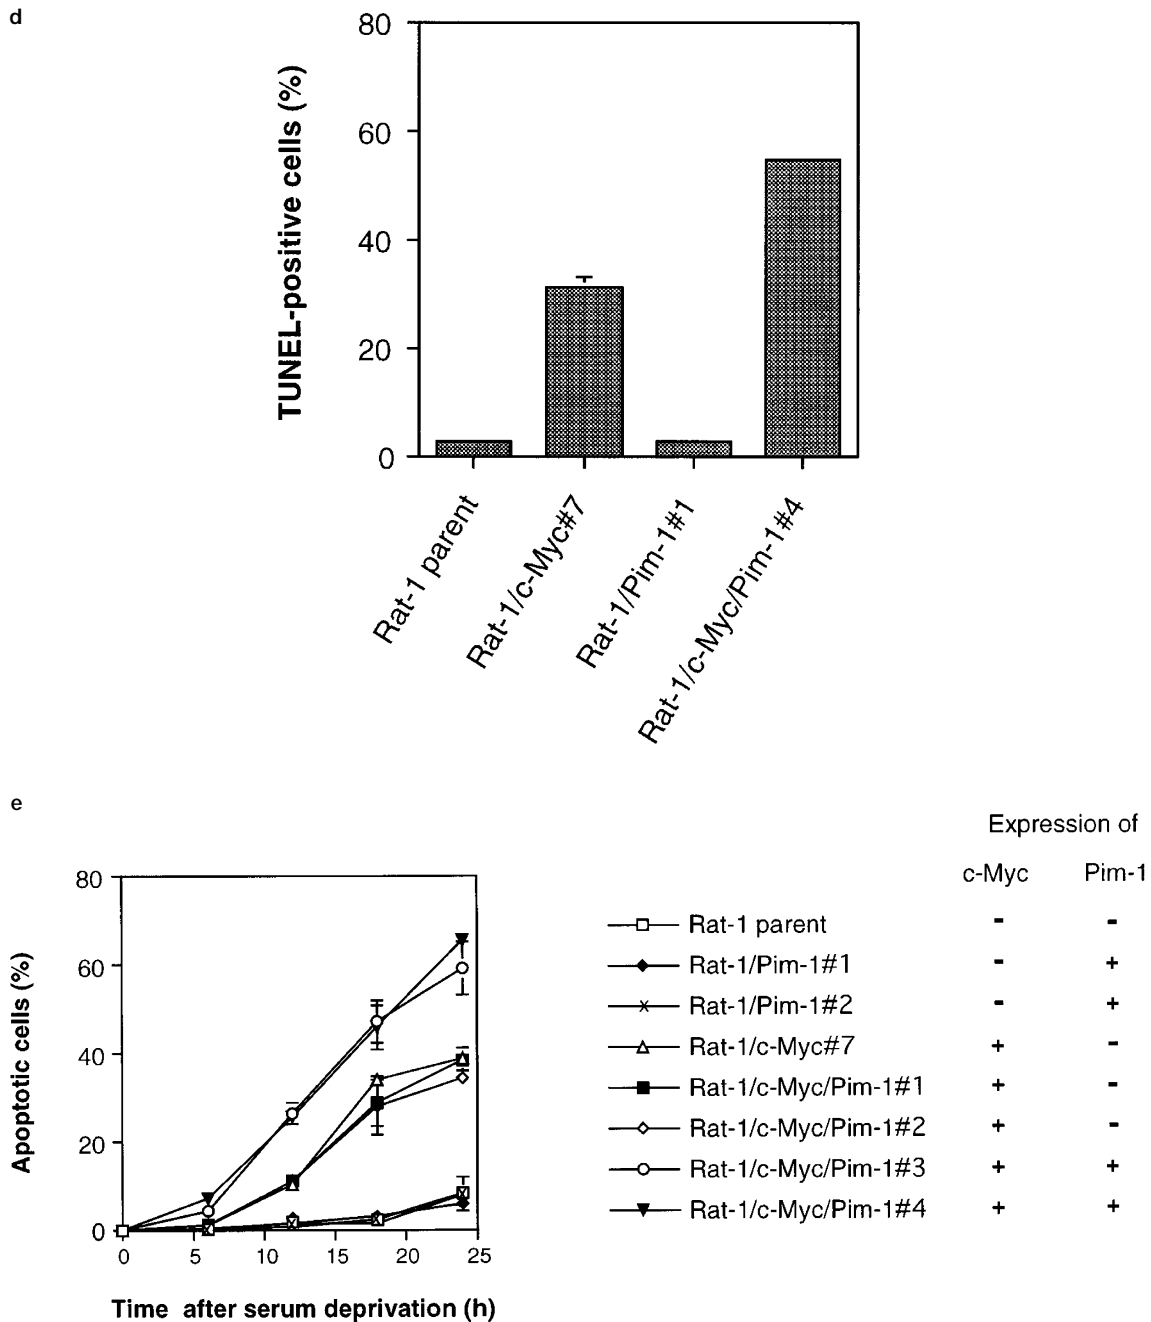 d
TUNEL-positive cells (%)
80
60
40
20
0
Rat-1 parent
Rat-1/c-Myc#7
Rat-1/Pim-1#1
Rat-1/c-Myc/Pim-1#4
e
Apoptotic cells (%)
80
60
40
20
0
0 5 10 15 20 25
Time after serum deprivation (h)
Expression of
c-Myc Pim-1
Rat-1 parent - -
Rat-1/Pim-1#1 - +
Rat-1/Pim-1#2 - +
Rat-1/c-Myc#7 + -
Rat-1/c-Myc/Pim-1#1 + -
Rat-1/c-Myc/Pim-1#2 + -
Rat-1/c-Myc/Pim-1#3 + +
Rat-1/c-Myc/Pim-1#4 + +